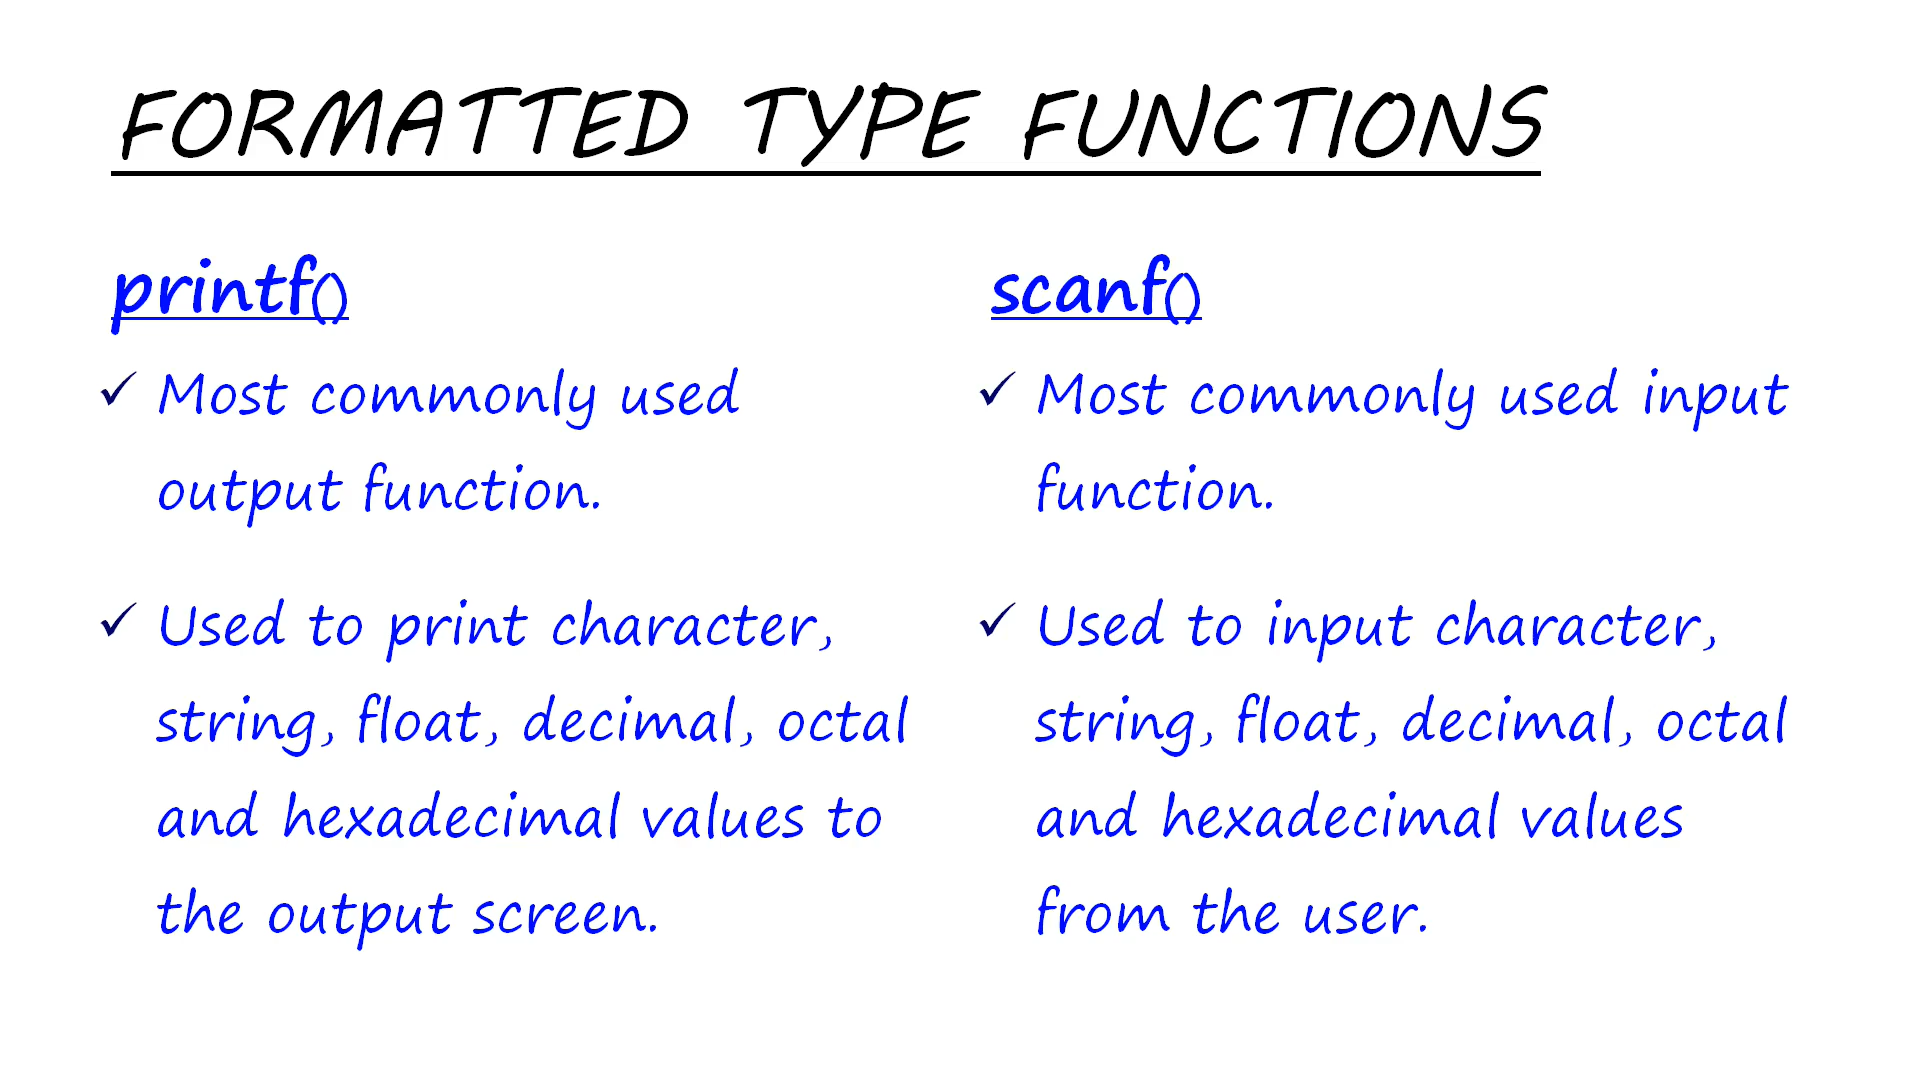 FORMATTED TYPE FUNCTIONS
printf()
✓ Most commonly used
output function.
✓ Used to print character,
string, float, decimal, octal
and hexadecimal values to
the output screen.
scanf()
✓ Most commonly used input
function.
✓ Used to input character,
string, float, decimal, octal
and hexadecimal values
from the user.